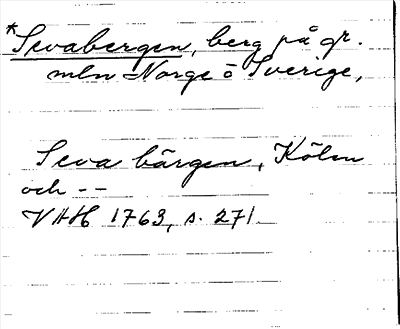 *Sevabergen, berg på gr.
mln Norge o Sverige,
Seva bärgen, Kölen
och --
VAH 1763, s. 271.